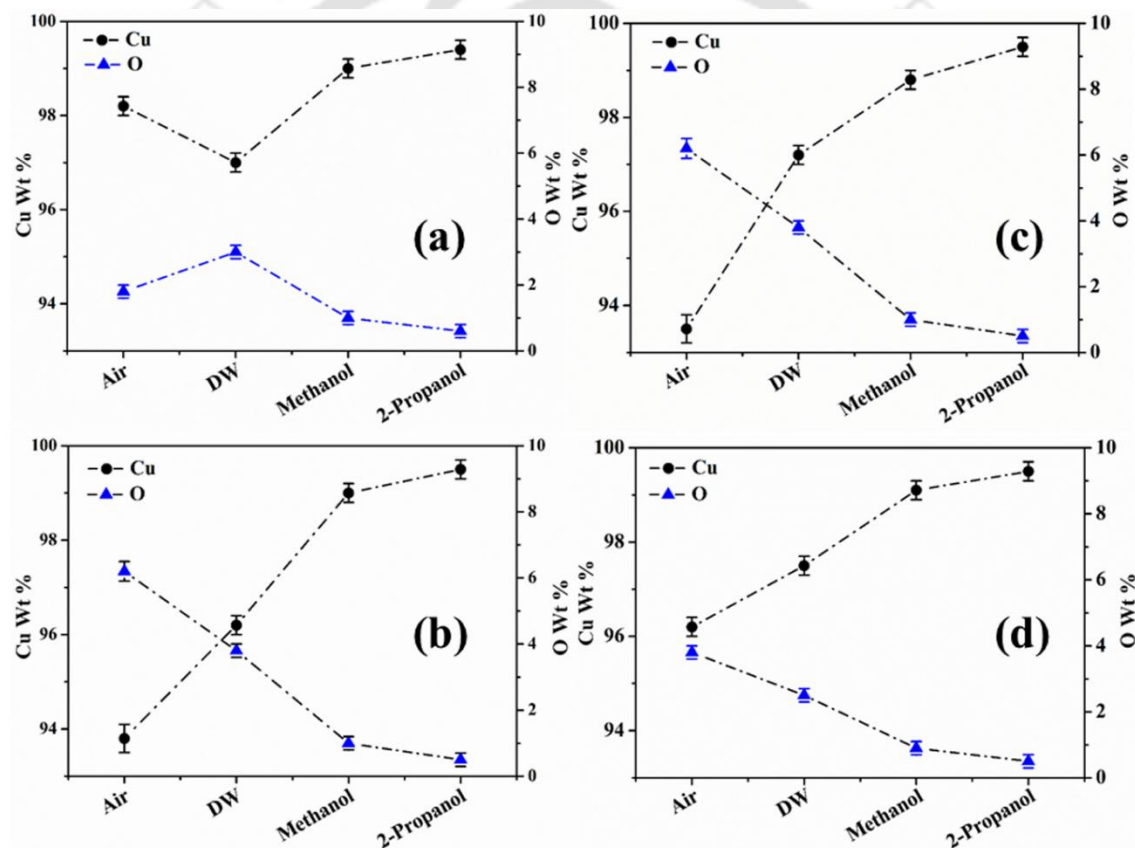 100
98
96
94
Cu Wt %
Cu
O
(a)
10
8
6
4
2
0
O Wt %
Air
DW
Methanol
2-Propanol
100
98
96
94
Cu Wt %
Cu
O
(c)
10
8
6
4
2
0
O Wt %
Air
DW
Methanol
2-Propanol
100
98
96
94
Cu Wt %
Cu
O
(b)
10
8
6
4
2
0
O Wt %
Air
DW
Methanol
2-Propanol
100
98
96
94
Cu Wt %
Cu
O
(d)
10
8
6
4
2
0
O Wt %
Air
DW
Methanol
2-Propanol